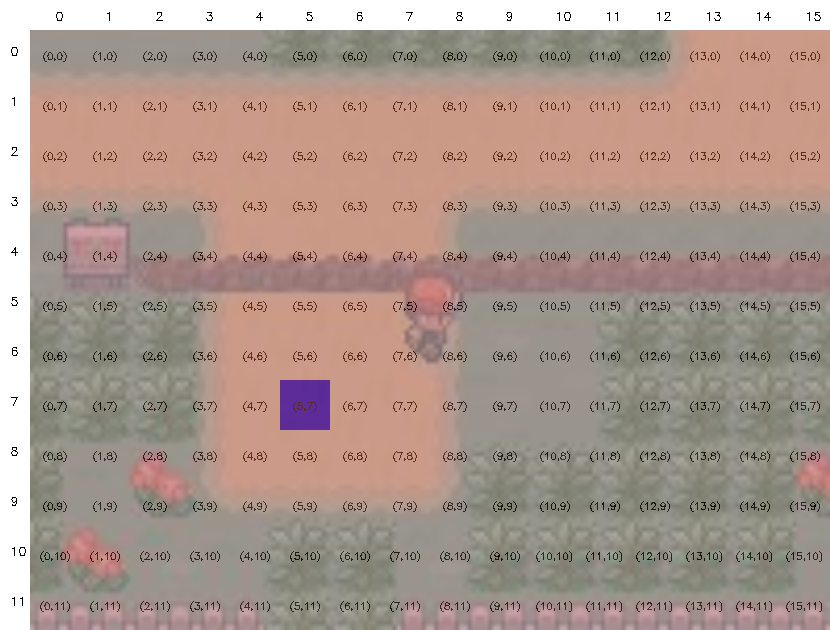 0 1 2 3 4 5 6 7 8 9 10 11 12 13 14 15
0 (0,0) (1,0) (2,0) (3,0) (4,0) (5,0) (6,0) (7,0) (8,0) (9,0) (10,0) (11,0) (12,0) (13,0) (14,0) (15,0)
1 (0,1) (1,1) (2,1) (3,1) (4,1) (5,1) (6,1) (7,1) (8,1) (9,1) (10,1) (11,1) (12,1) (13,1) (14,1) (15,1)
2 (0,2) (1,2) (2,2) (3,2) (4,2) (5,2) (6,2) (7,2) (8,2) (9,2) (10,2) (11,2) (12,2) (13,2) (14,2) (15,2)
3 (0,3) (1,3) (2,3) (3,3) (4,3) (5,3) (6,3) (7,3) (8,3) (9,3) (10,3) (11,3) (12,3) (13,3) (14,3) (15,3)
4 (0,4) (1,4) (2,4) (3,4) (4,4) (5,4) (6,4) (7,4) (8,4) (9,4) (10,4) (11,4) (12,4) (13,4) (14,4) (15,4)
5 (0,5) (1,5) (2,5) (3,5) (4,5) (5,5) (6,5) (7,5) (8,5) (9,5) (10,5) (11,5) (12,5) (13,5) (14,5) (15,5)
6 (0,6) (1,6) (2,6) (3,6) (4,6) (5,6) (6,6) (7,6) (8,6) (9,6) (10,6) (11,6) (12,6) (13,6) (14,6) (15,6)
7 (0,7) (1,7) (2,7) (3,7) (4,7) (5,7) (6,7) (7,7) (8,7) (9,7) (10,7) (11,7) (12,7) (13,7) (14,7) (15,7)
8 (0,8) (1,8) (2,8) (3,8) (4,8) (5,8) (6,8) (7,8) (8,8) (9,8) (10,8) (11,8) (12,8) (13,8) (14,8) (15,8)
9 (0,9) (1,9) (2,9) (3,9) (4,9) (5,9) (6,9) (7,9) (8,9) (9,9) (10,9) (11,9) (12,9) (13,9) (14,9) (15,9)
10 (0,10) (1,10) (2,10) (3,10) (4,10) (5,10) (6,10) (7,10) (8,10) (9,10) (10,10) (11,10) (12,10) (13,10) (14,10) (15,10)
11 (0,11) (1,11) (2,11) (3,11) (4,11) (5,11) (6,11) (7,11) (8,11) (9,11) (10,11) (11,11) (12,11) (13,11) (14,11) (15,11)